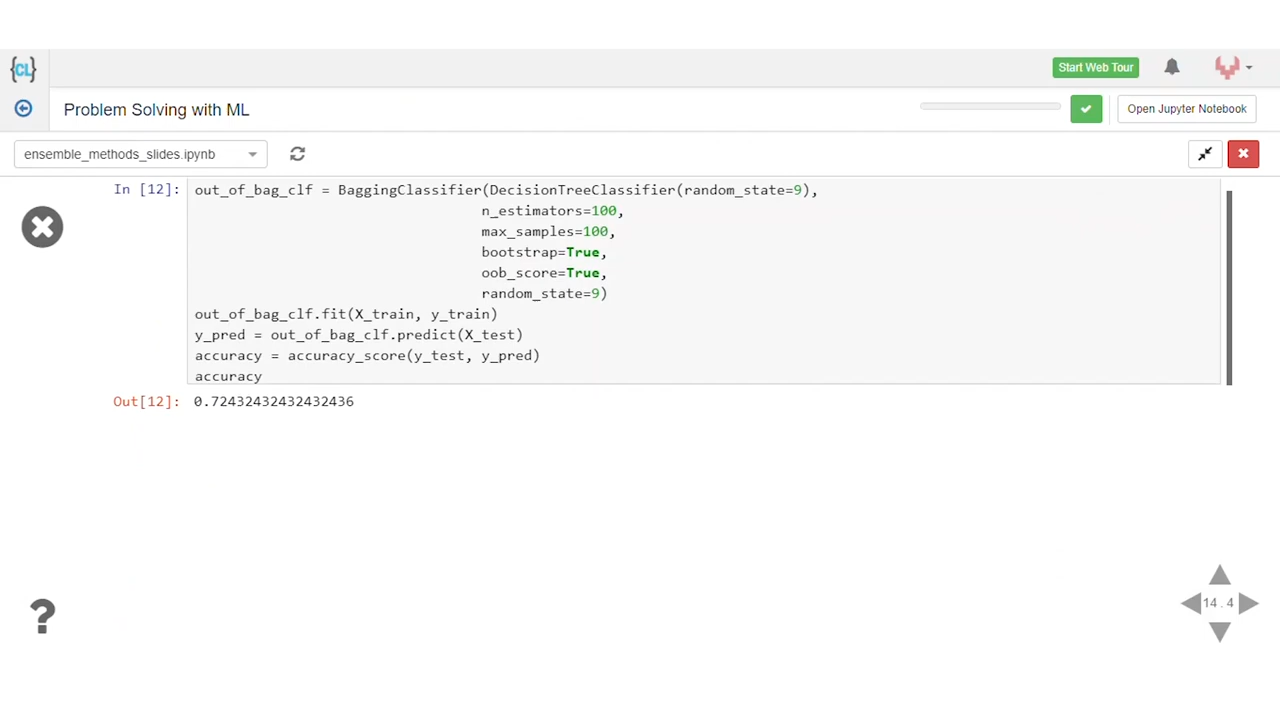 {CL}
Start Web Tour
Problem Solving with ML
Open Jupyter Notebook
ensemble_methods_slides.ipynb
In [12]: out_of_bag_clf = BaggingClassifier(DecisionTreeClassifier(random_state=9),
n_estimators=100,
max_samples=100,
bootstrap=True,
oob_score=True,
random_state=9)
out_of_bag_clf.fit(X_train, y_train)
y_pred = out_of_bag_clf.predict(X_test)
accuracy = accuracy_score(y_test, y_pred)
accuracy
Out[12]: 0.72432432432432436
14.4
?